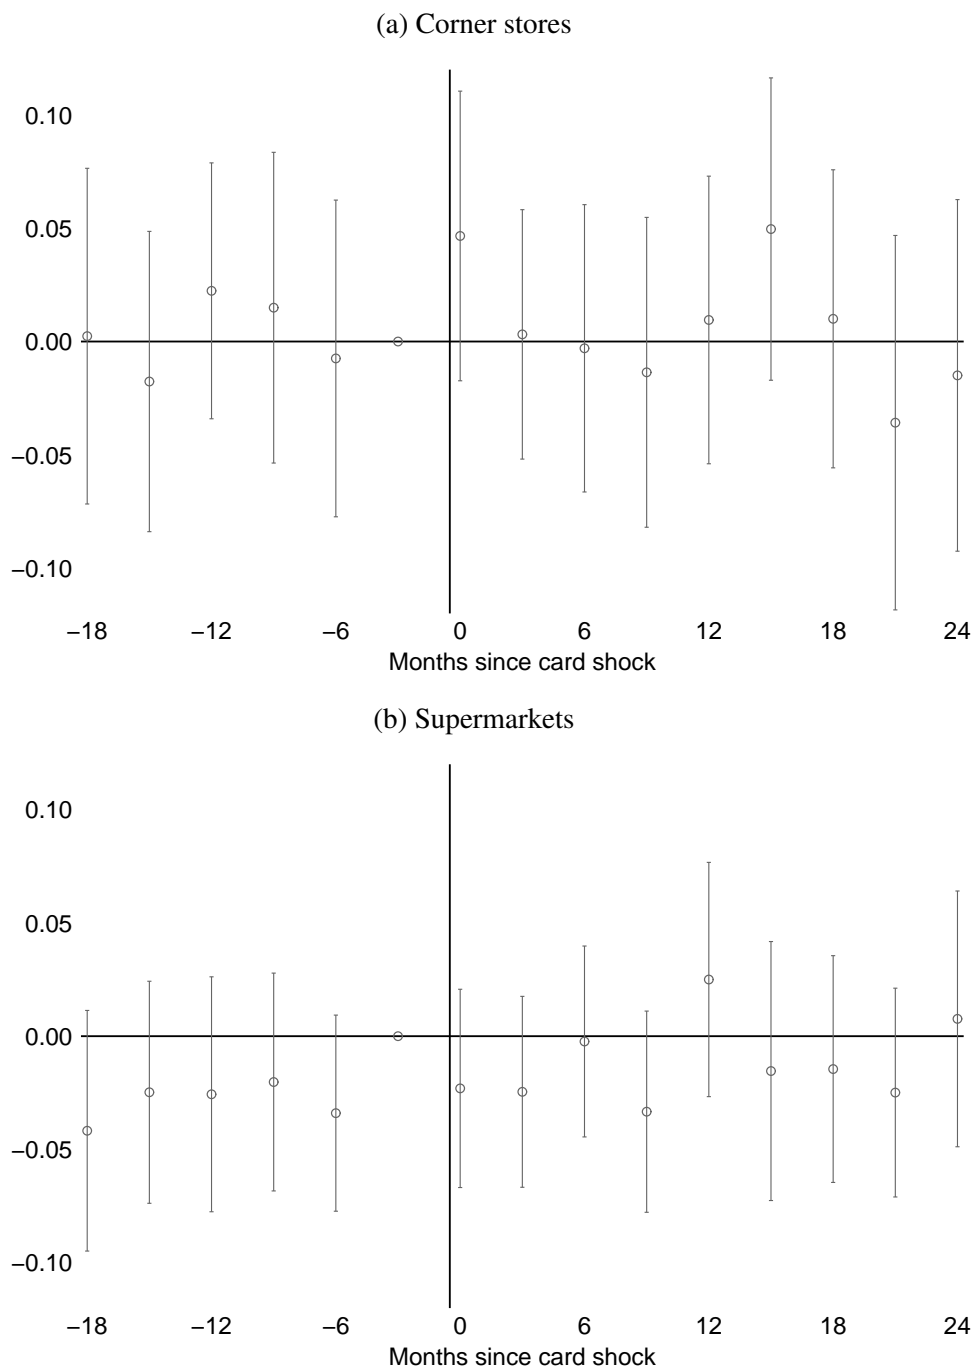 (a) Corner stores
0.10
0.05
0.00
−0.05
−0.10
−18 −12 −6 0 6 12 18 24
Months since card shock
(b) Supermarkets
0.10
0.05
0.00
−0.05
−0.10
−18 −12 −6 0 6 12 18 24
Months since card shock